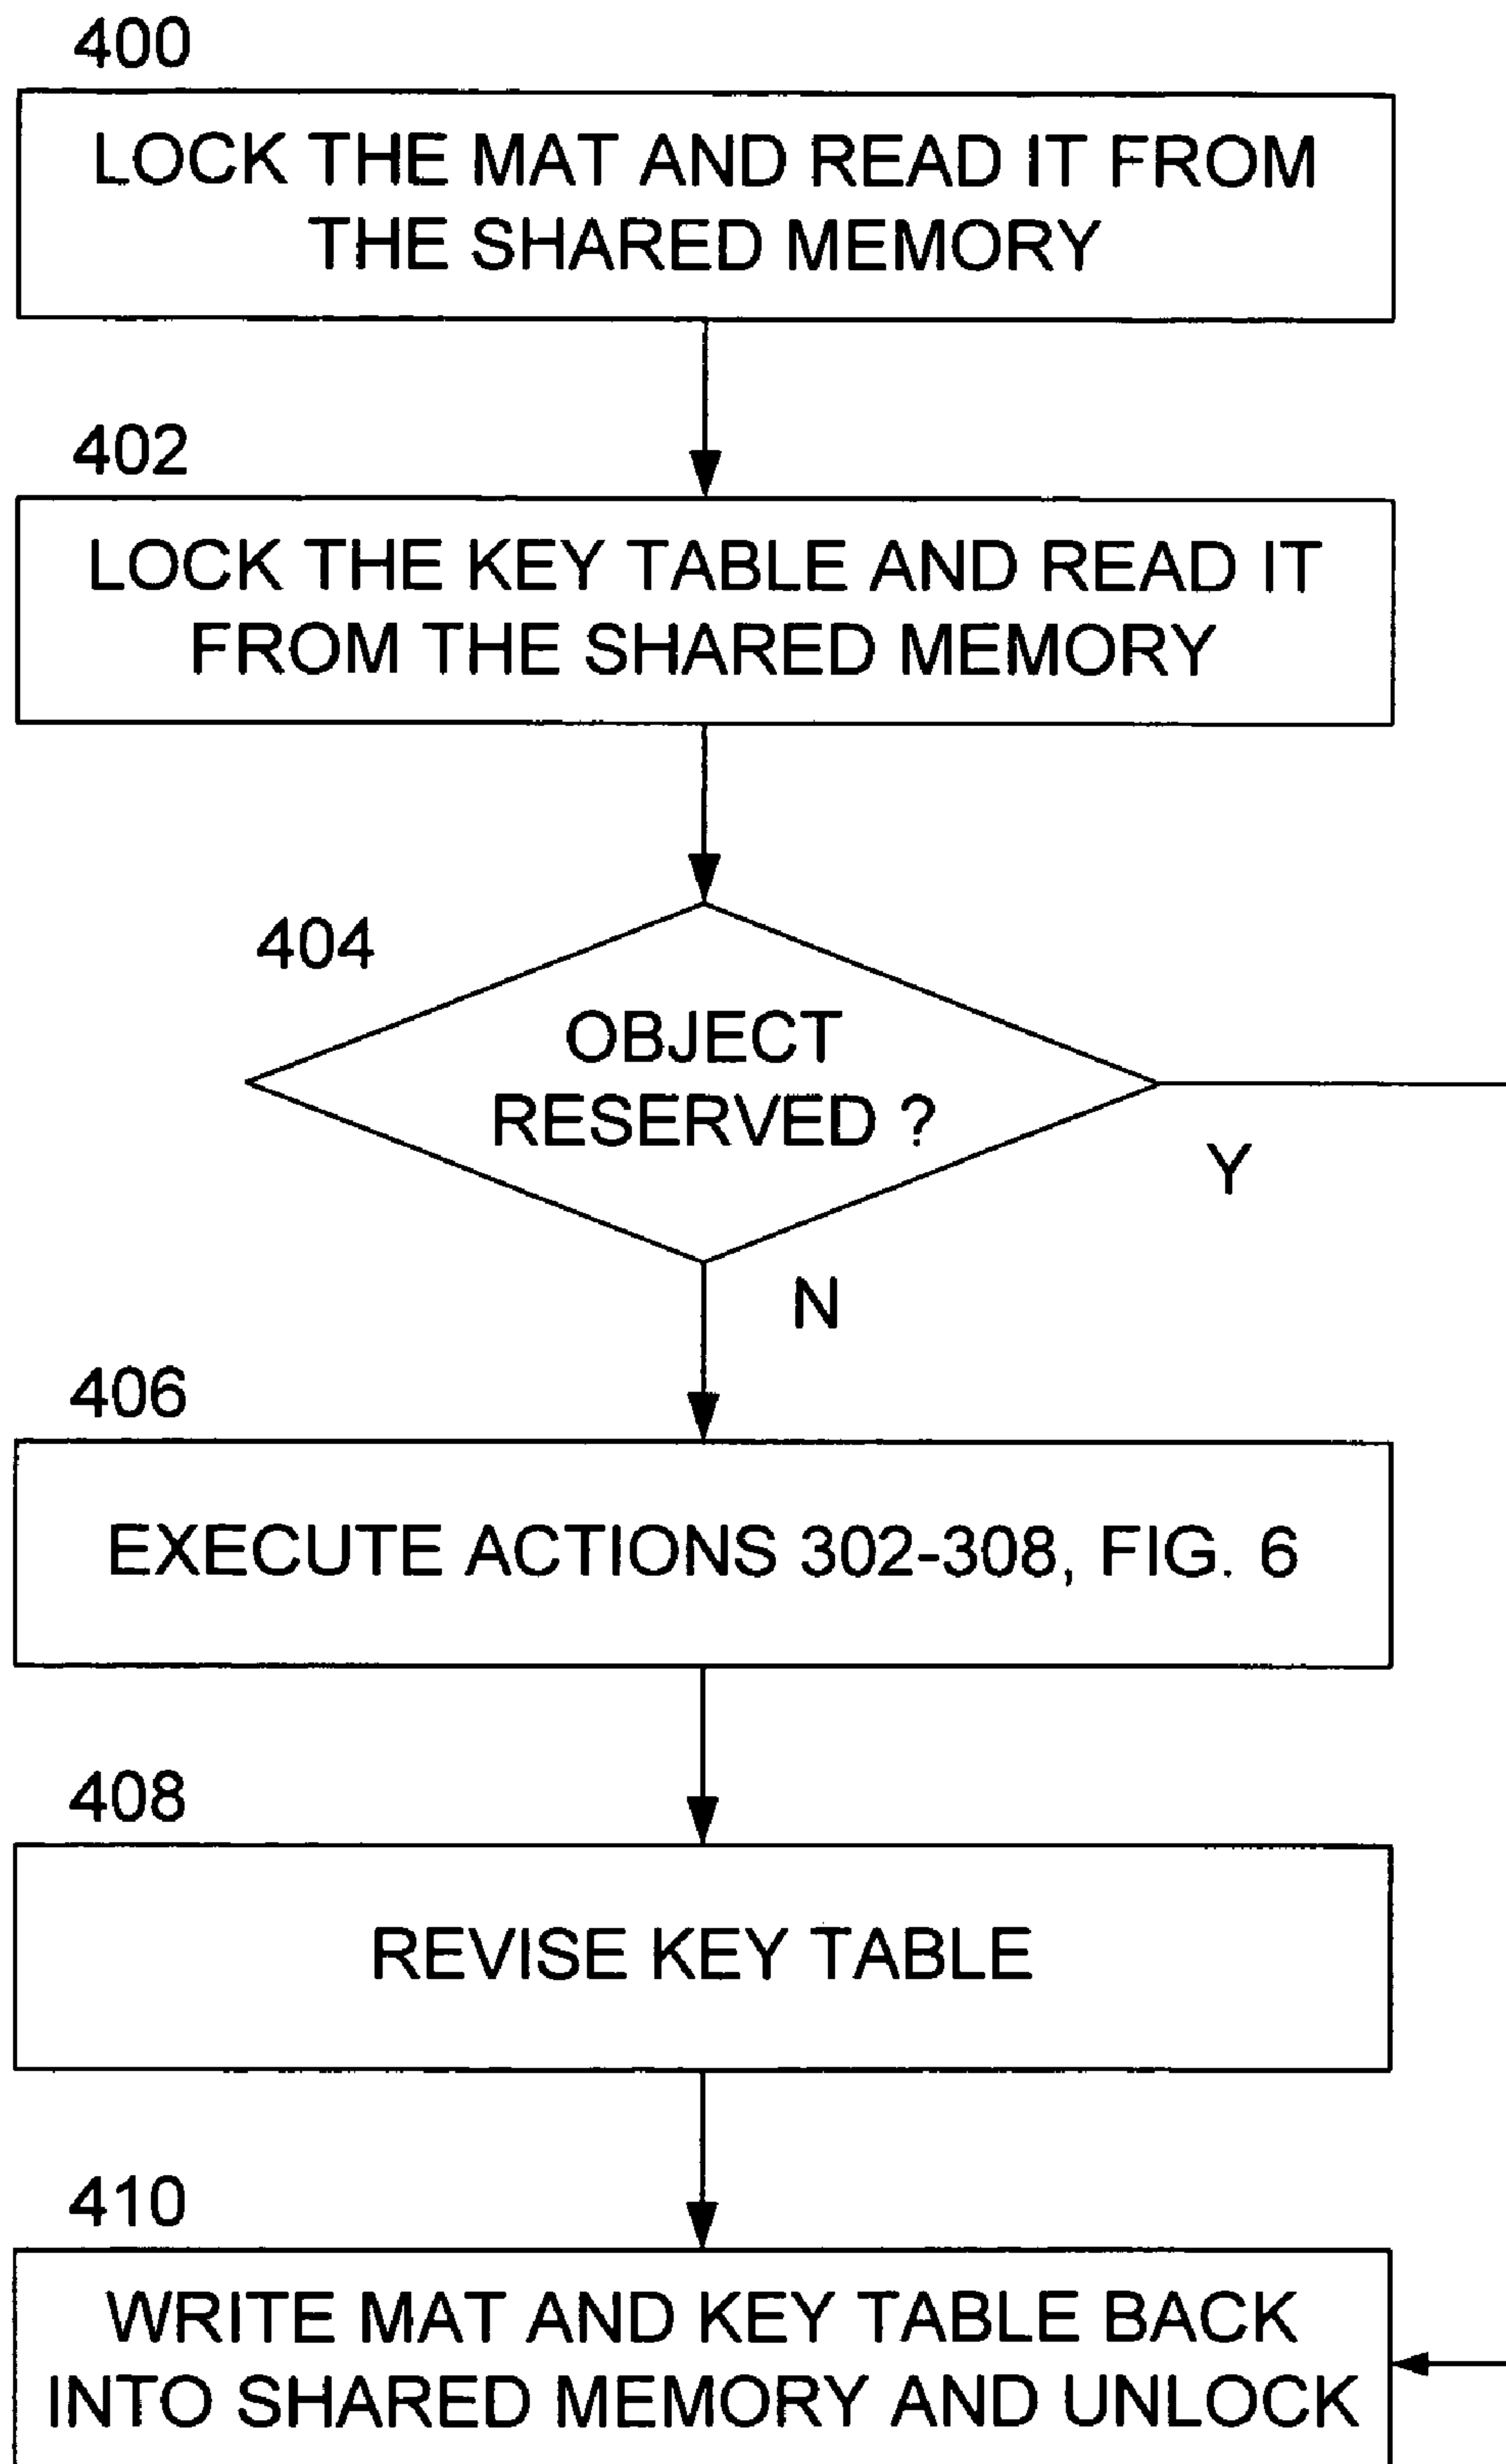 400
LOCK THE MAT AND READ IT FROM
THE SHARED MEMORY
402
LOCK THE KEY TABLE AND READ IT
FROM THE SHARED MEMORY
404
OBJECT
RESERVED ?
Y
N
406
EXECUTE ACTIONS 302-308, FIG. 6
408
REVISE KEY TABLE
410
WRITE MAT AND KEY TABLE BACK
INTO SHARED MEMORY AND UNLOCK